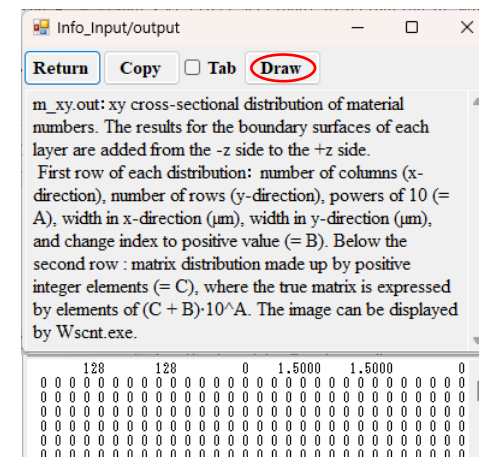 Info_Input/output
Return Copy Tab Draw
m_xy.out: xy cross-sectional distribution of material
numbers. The results for the boundary surfaces of each
layer are added from the -z side to the +z side.
First row of each distribution: number of columns (x-
direction), number of rows (y-direction), powers of 10 (=
A), width in x-direction (μm), width in y-direction (μm),
and change index to positive value (= B). Below the
second row : matrix distribution made up by positive
integer elements (= C), where the true matrix is expressed
by elements of (C + B)·10^A. The image can be displayed
by Wscnt.exe.
128 128 0 1.5000 1.5000 0
0 0 0 0 0 0 0 0 0 0 0 0 0 0 0 0 0 0 0 0 0 0 0 0 0 0 0 0 0 0
0 0 0 0 0 0 0 0 0 0 0 0 0 0 0 0 0 0 0 0 0 0 0 0 0 0 0 0 0 0
0 0 0 0 0 0 0 0 0 0 0 0 0 0 0 0 0 0 0 0 0 0 0 0 0 0 0 0 0 0
0 0 0 0 0 0 0 0 0 0 0 0 0 0 0 0 0 0 0 0 0 0 0 0 0 0 0 0 0 0
0 0 0 0 0 0 0 0 0 0 0 0 0 0 0 0 0 0 0 0 0 0 0 0 0 0 0 0 0 0
0 0 0 0 0 0 0 0 0 0 0 0 0 0 0 0 0 0 0 0 0 0 0 0 0 0 0 0 0 0